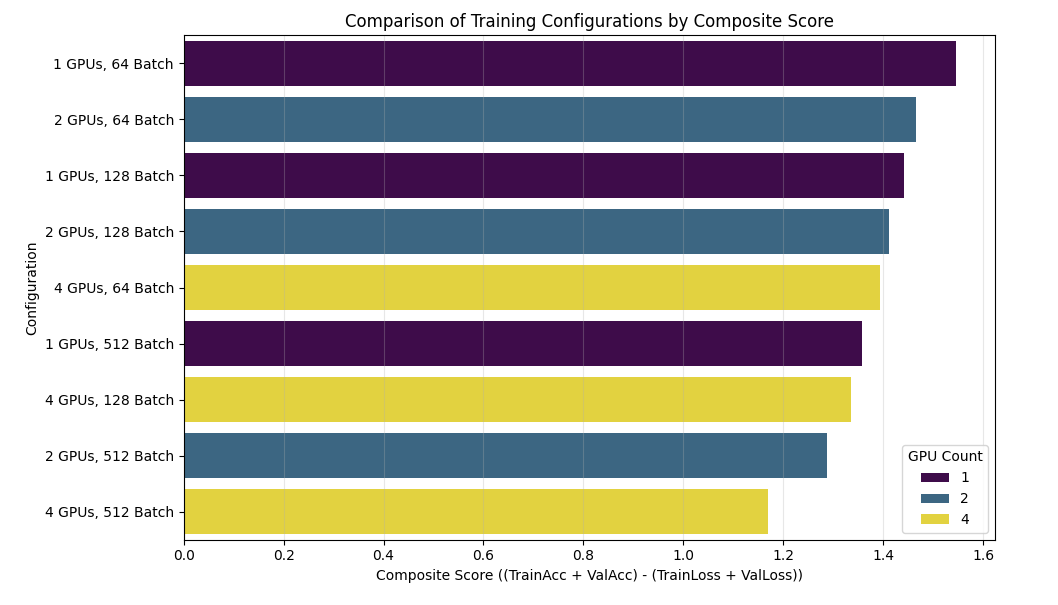 Comparison of Training Configurations by Composite Score
Configuration
1 GPUs, 64 Batch
2 GPUs, 64 Batch
1 GPUs, 128 Batch
2 GPUs, 128 Batch
4 GPUs, 64 Batch
1 GPUs, 512 Batch
4 GPUs, 128 Batch
2 GPUs, 512 Batch
4 GPUs, 512 Batch
GPU Count
1
2
4
0.0 0.2 0.4 0.6 0.8 1.0 1.2 1.4 1.6
Composite Score ((TrainAcc + ValAcc) - (TrainLoss + ValLoss))